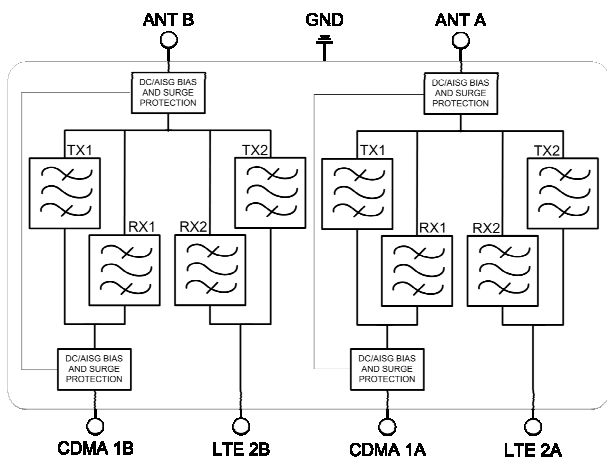 ANT B
GND
ANT A
DC/AISG BIAS
AND SURGE
PROTECTION
DC/AISG BIAS
AND SURGE
PROTECTION
TX1
TX2
TX1
TX2
RX1
RX2
RX1
RX2
DC/AISG BIAS
AND SURGE
PROTECTION
DC/AISG BIAS
AND SURGE
PROTECTION
CDMA 1B
LTE 2B
CDMA 1A
LTE 2A